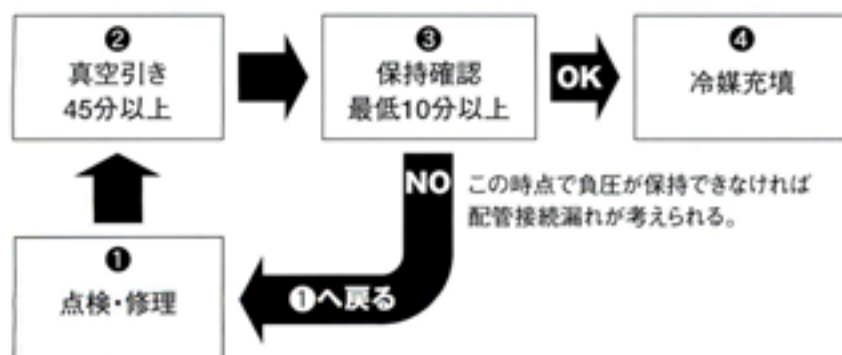 ❷
真空引き
45分以上
❸
保持確認
最低10分以上
OK
❹
冷媒充填
NO
この時点で負圧が保持できなければ
配管接続漏れが考えられる。
❶
点検・修理
❶へ戻る